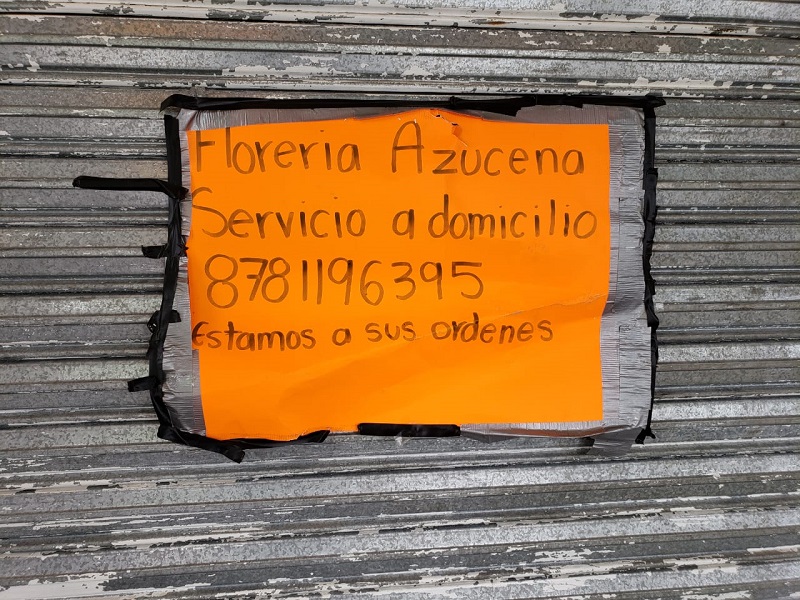 Floreria Azucena
Servicio a domicilio
8781196395
Estamos a sus ordenes